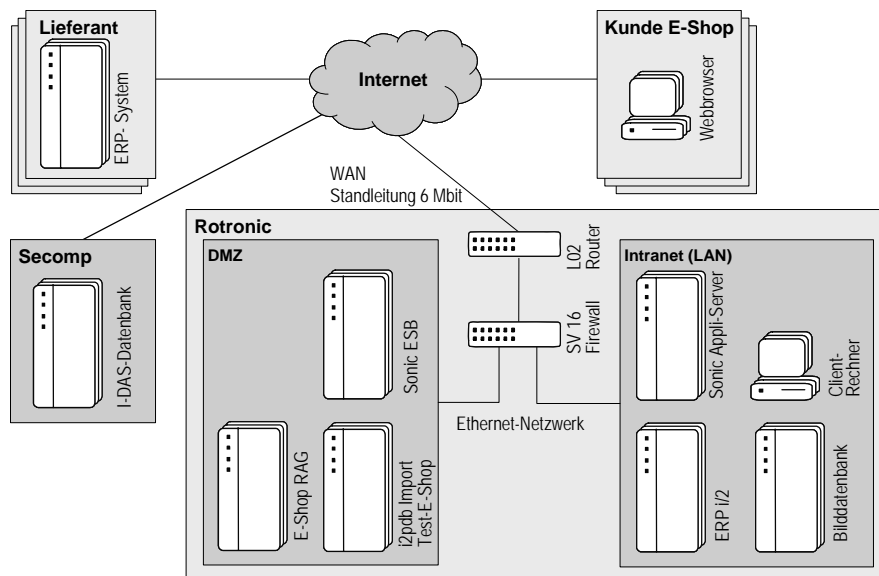 Lieferant
ERP- System
Internet
Kunde E-Shop
Webbrowser
WAN
Standleitung 6 Mbit
Secomp
I-DAS-Datenbank
Rotronic
DMZ
Sonic ESB
E-Shop RAG
i2pdb Import
Test-E-Shop
L02
Router
SV 16
Firewall
Ethernet-Netzwerk
Intranet (LAN)
Sonic Appli-Server
Client-
Rechner
ERP i/2
Bilddatenbank